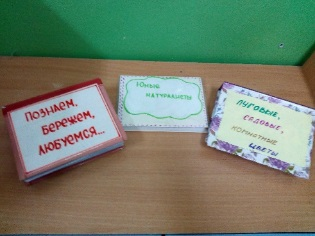 Познаем,
бережем,
любуемся...
Юные
натуралисты
Луговые,
садовые,
комнатные
цветы